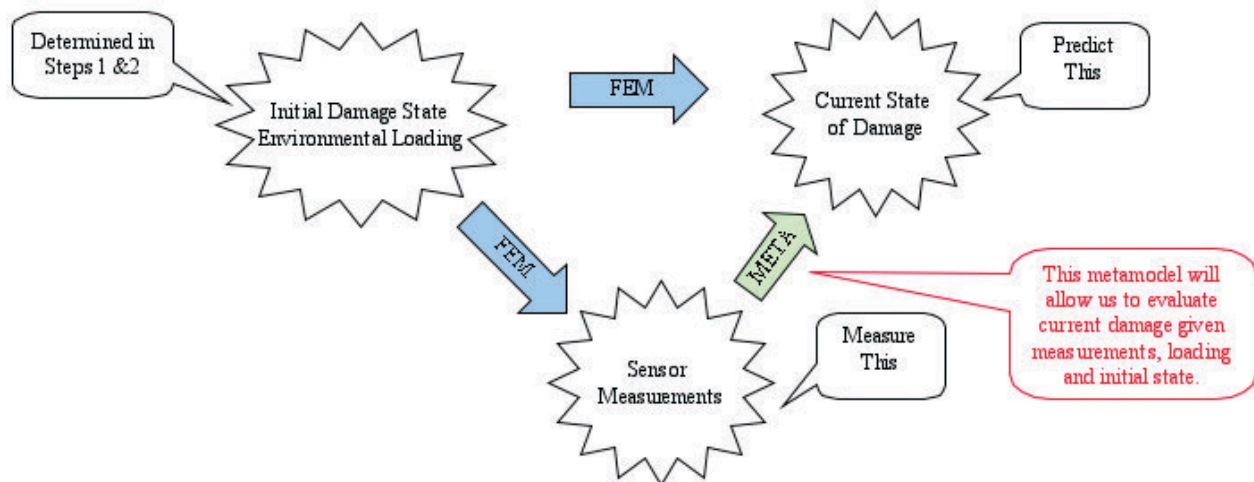 Determined in
Steps 1 &2
Initial Damage State
Environmental Loading
FEM
Current State
of Damage
Predict
This
FEM
META
Sensor
Measurements
Measure
This
This metamodel will
allow us to evaluate
current damage given
measurements, loading
and initial state.